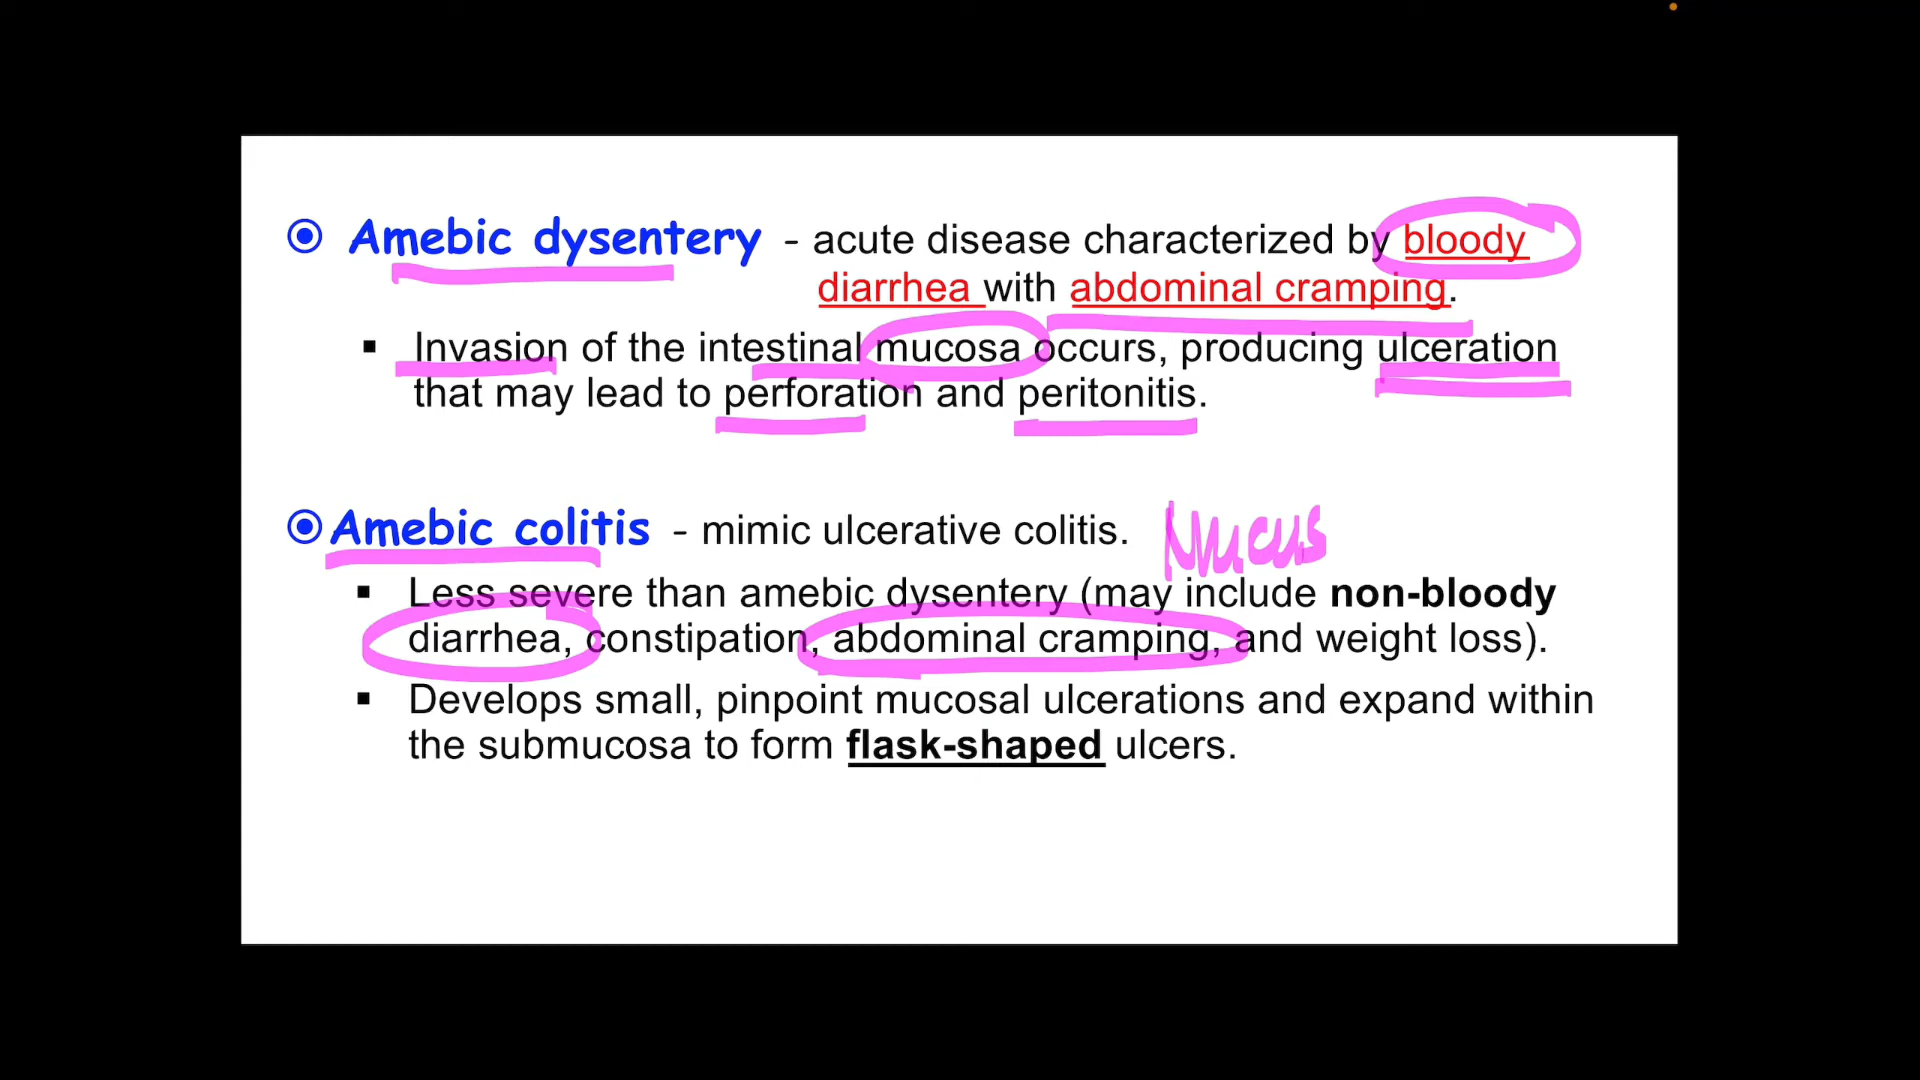 Amebic dysentery - acute disease characterized by bloody
diarrhea with abdominal cramping.
Invasion of the intestinal mucosa occurs, producing ulceration
that may lead to perforation and peritonitis.
Amebic colitis - mimic ulcerative colitis. Mucus
Less severe than amebic dysentery (may include non-bloody
diarrhea, constipation, abdominal cramping, and weight loss).
Develops small, pinpoint mucosal ulcerations and expand within
the submucosa to form flask-shaped ulcers.